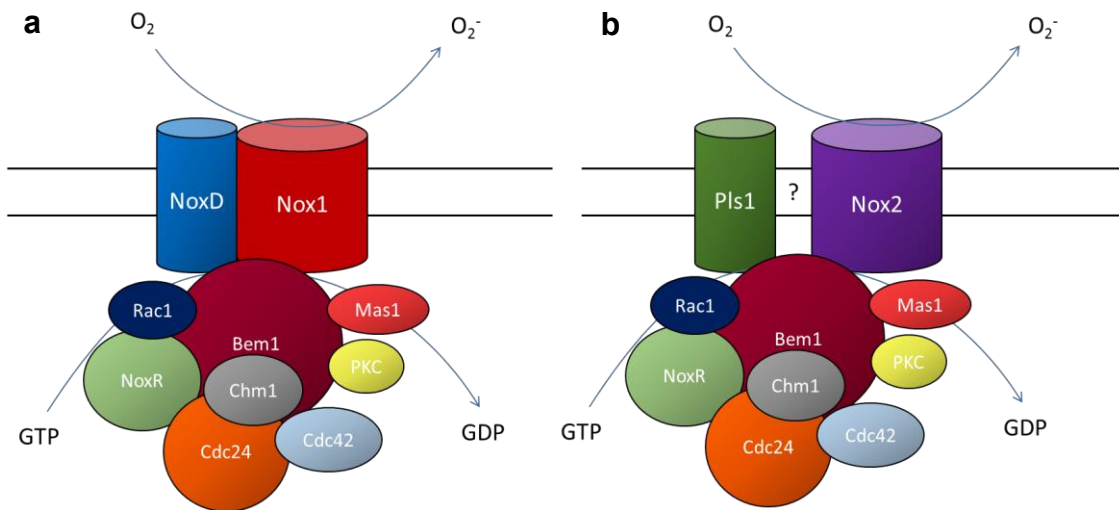 a
O2
O2-
NoxD
Nox1
Rac1
Mas1
Bem1
PKC
NoxR
Chm1
GTP
GDP
Cdc42
Cdc24
b
O2
O2-
Pls1
?
Nox2
Rac1
Mas1
Bem1
PKC
NoxR
Chm1
GTP
GDP
Cdc42
Cdc24